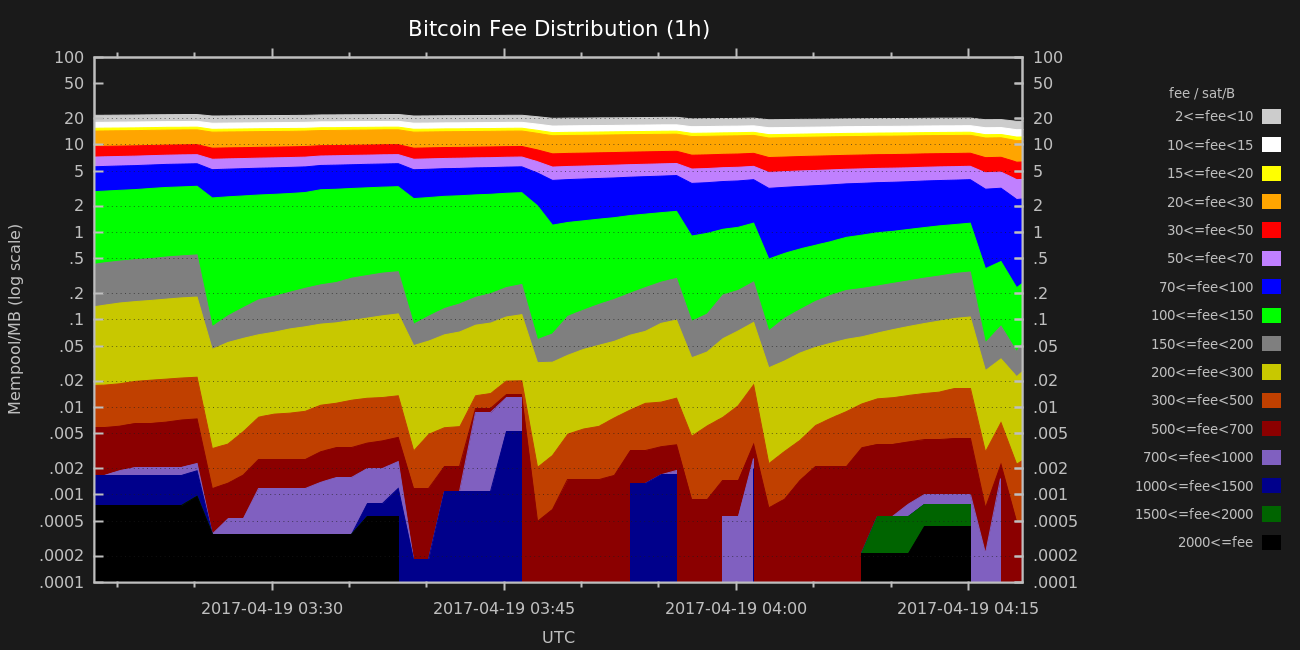 Bitcoin Fee Distribution (1h)
Mempool/MB (log scale)
100
50
20
10
5
2
1
.5
.2
.1
.05
.02
.01
.005
.002
.001
.0005
.0002
.0001
100
50
20
10
5
2
1
.5
.2
.1
.05
.02
.01
.005
.002
.001
.0005
.0002
.0001
2017-04-19 03:30
2017-04-19 03:45
2017-04-19 04:00
2017-04-19 04:15
UTC
fee / sat/B
2<=fee<10
10<=fee<15
15<=fee<20
20<=fee<30
30<=fee<50
50<=fee<70
70<=fee<100
100<=fee<150
150<=fee<200
200<=fee<300
300<=fee<500
500<=fee<700
700<=fee<1000
1000<=fee<1500
1500<=fee<2000
2000<=fee